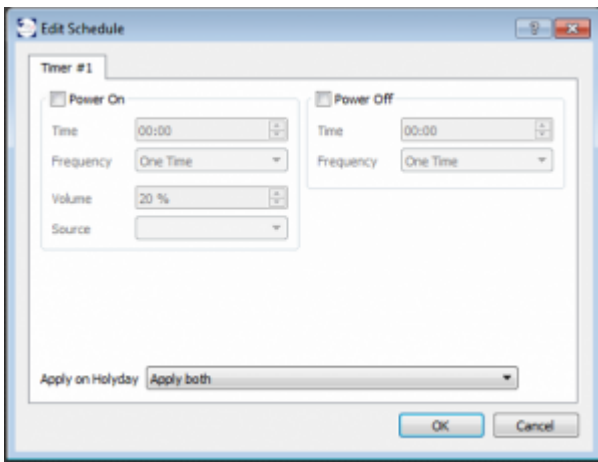 Edit Schedule
Timer #1
Power On
Time 00:00
Frequency One Time
Volume 20 %
Source
Power Off
Time 00:00
Frequency One Time
Apply on Holyday Apply both
OK Cancel